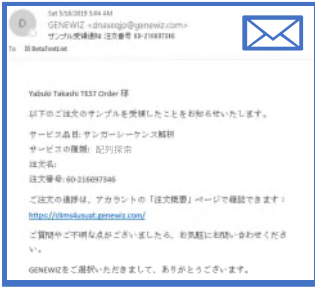 D
Sat 5/18/2019 5:04 AM
GENEWIZ <dnaseqjp@genewiz.com>
サンプル受領通知 注文番号 60-216097346
To BetaTestList
Yabuki Takashi TEST Order 様
以下のご注文のサンプルを受領したことをお知らせいたします。
サービス品目: サンガーシーケンス解析
サービスの種類: 配列探索
注文名:
注文番号: 60-216097346
ご注文の進捗は、アカウントの「注文概要」ページで確認できます：
https://clims4usuat.genewiz.com/
ご質問やご不明な点がございましたら、お気軽にお問い合わせくださ
い。
GENEWIZをご選択いただきまして、ありがとうございます。